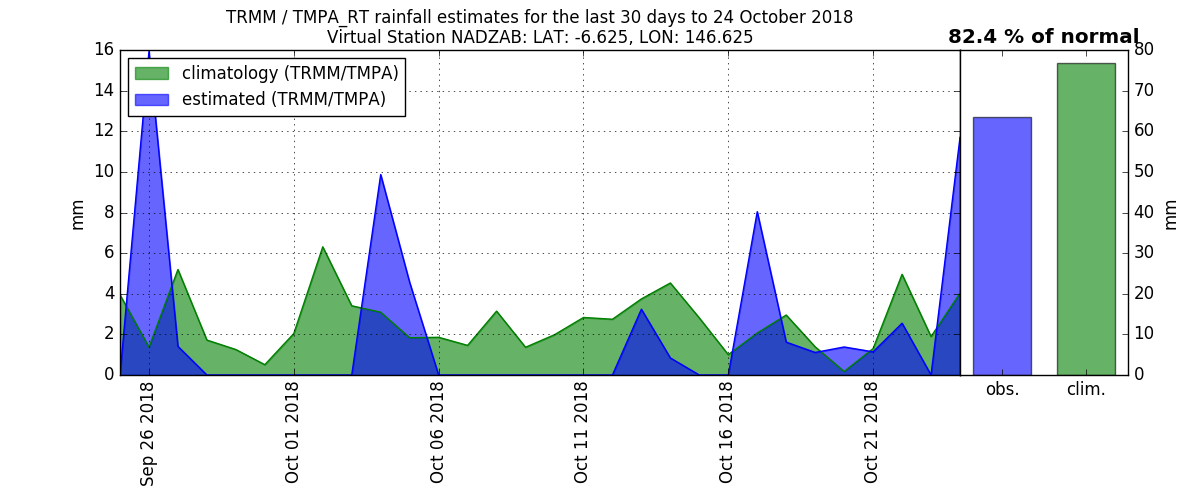 TRMM / TMPA_RT rainfall estimates for the last 30 days to 24 October 2018
Virtual Station NADZAB: LAT: -6.625, LON: 146.625
82.4 % of normal
climatology (TRMM/TMPA)
estimated (TRMM/TMPA)
mm
16
14
12
10
8
6
4
2
0
Sep 26 2018
Oct 01 2018
Oct 06 2018
Oct 11 2018
Oct 16 2018
Oct 21 2018
80
70
60
50
40
30
20
10
0
mm
obs.
clim.